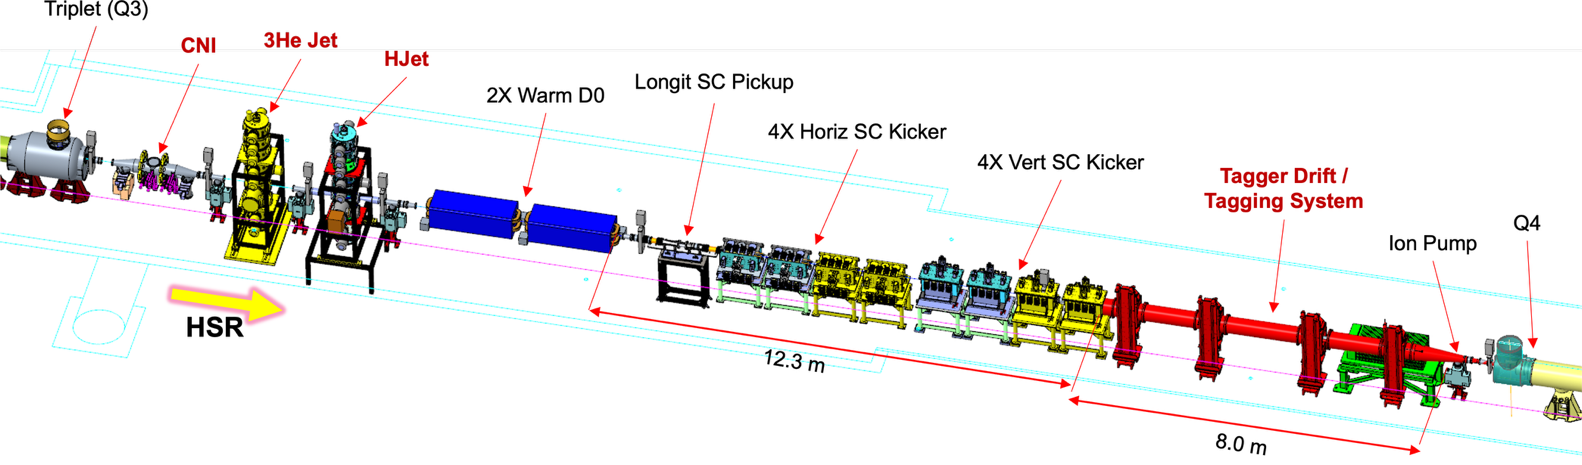 Triplet (Q3)
CNI
3He Jet
HJet
2X Warm D0
Longit SC Pickup
4X Horiz SC Kicker
4X Vert SC Kicker
Tagger Drift /
Tagging System
Ion Pump
Q4
HSR
12.3 m
8.0 m